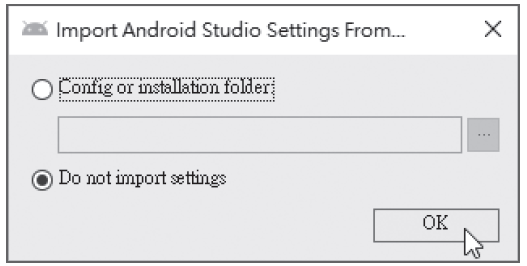 Import Android Studio Settings From...
Config or installation folder:
...
Do not import settings
OK